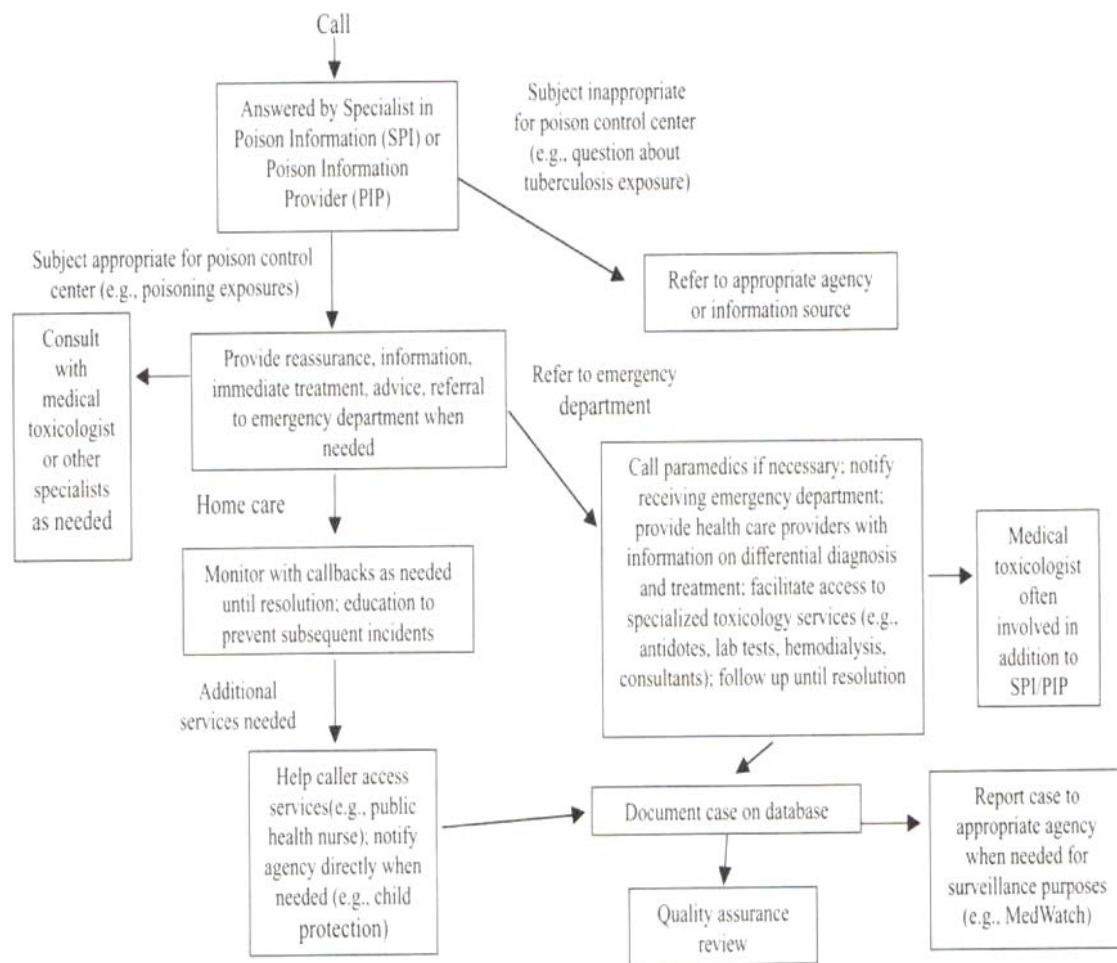 Call
Answered by Specialist in
Poison Information (SPI) or
Poison Information
Provider (PIP)
Subject inappropriate
for poison control center
(e.g., question about
tuberculosis exposure)
Subject appropriate for poison control
center (e.g., poisoning exposures)
Refer to appropriate agency
or information source
Consult
with
medical
toxicologist
or other
specialists
as needed
Provide reassurance, information,
immediate treatment, advice, referral
to emergency department when
needed
Refer to emergency
department
Home care
Call paramedics if necessary; notify
receiving emergency department;
provide health care providers with
information on differential diagnosis
and treatment; facilitate access to
specialized toxicology services (e.g.,
antidotes, lab tests, hemodialysis,
consultants); follow up until resolution
Medical
toxicologist
often
involved in
addition to
SPI/PIP
Monitor with callbacks as needed
until resolution; education to
prevent subsequent incidents
Additional
services needed
Help caller access
services(e.g., public
health nurse); notify
agency directly when
needed (e.g., child
protection)
Document case on database
Report case to
appropriate agency
when needed for
surveillance purposes
(e.g., MedWatch)
Quality assurance
review